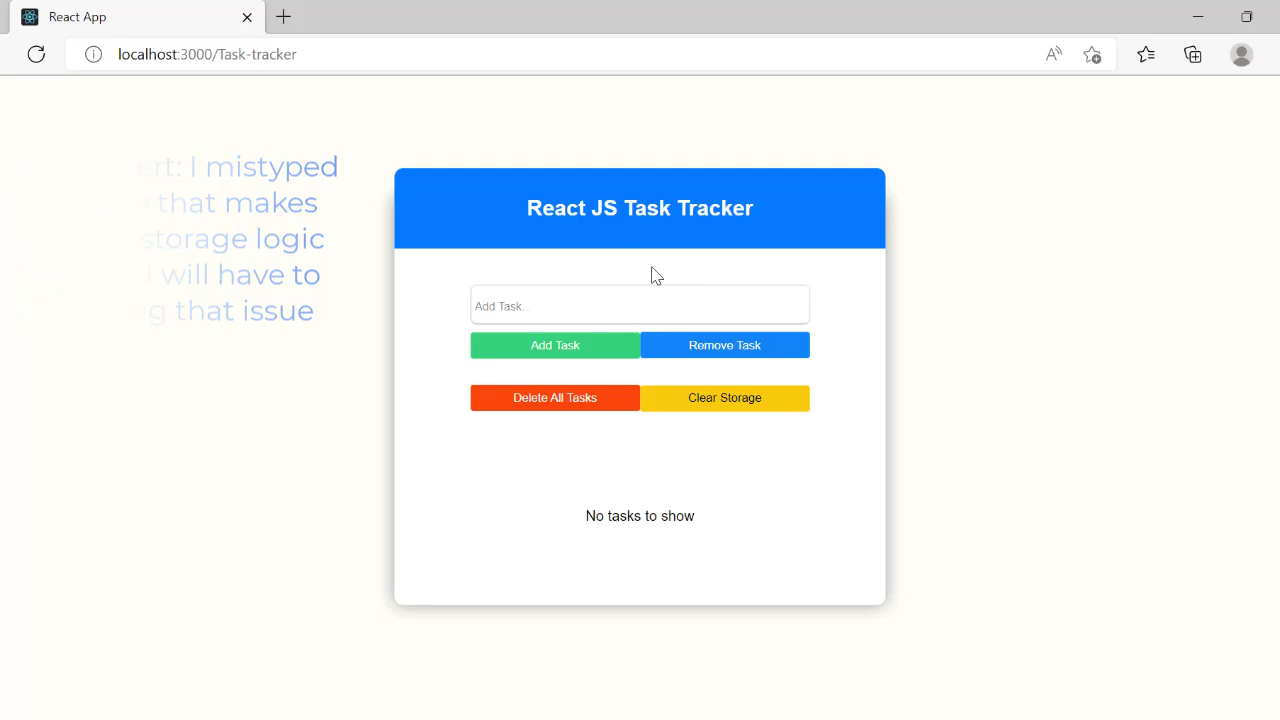 React App
localhost:3000/Task-tracker
I mistyped
that makes
storage logic
I will have to
that issue
React JS Task Tracker
Add Task...
Add Task
Remove Task
Delete All Tasks
Clear Storage
No tasks to show